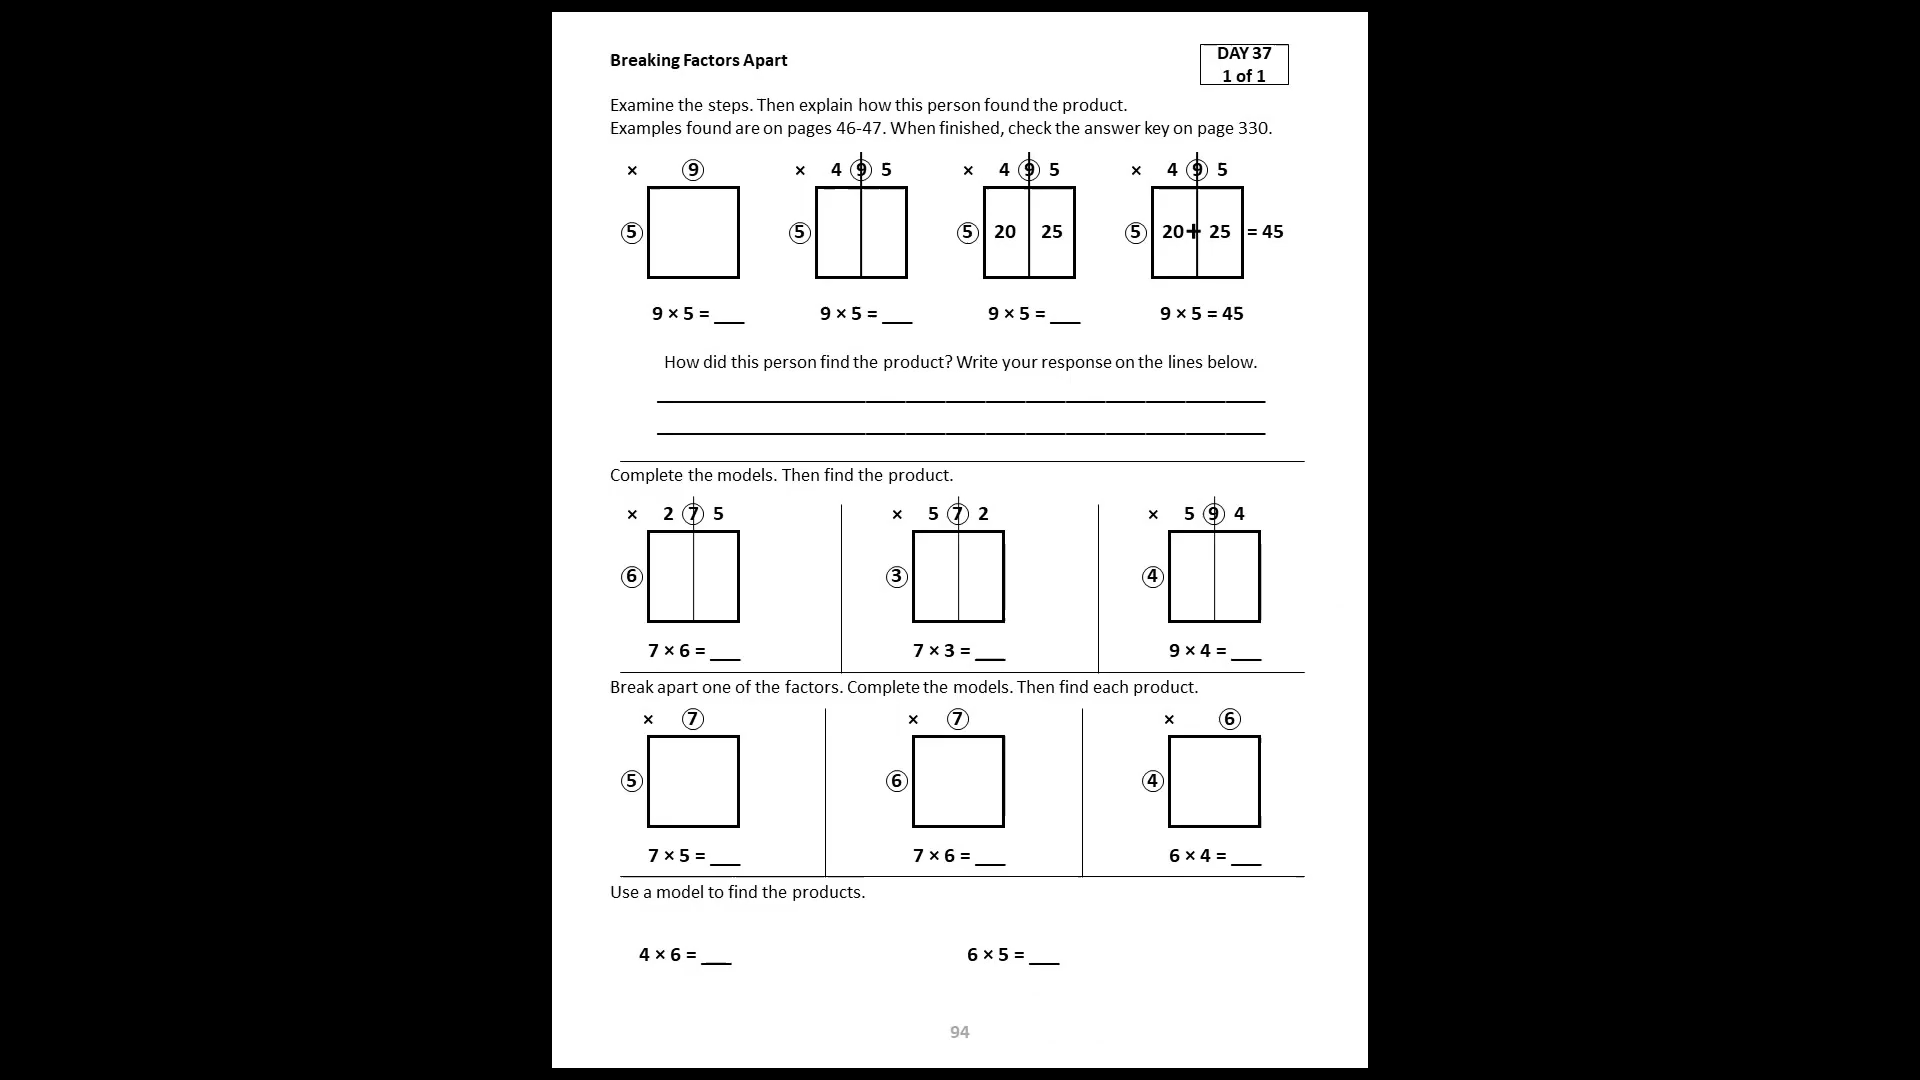 Breaking Factors Apart
DAY 37
1 of 1
Examine the steps. Then explain how this person found the product.
Examples found are on pages 46-47. When finished, check the answer key on page 330.
× 9 × 4 9 5 × 4 9 5 × 4 9 5
5 5 5 20 25 5 20+ 25 = 45
9 × 5 = ___ 9 × 5 = ___ 9 × 5 = ___ 9 × 5 = 45
How did this person find the product? Write your response on the lines below.
Complete the models. Then find the product.
× 2 7 5 × 5 7 2 × 5 9 4
6 3 4
7 × 6 = ___ 7 × 3 = ___ 9 × 4 = ___
Break apart one of the factors. Complete the models. Then find each product.
× 7 × 7 × 6
5 6 4
7 × 5 = ___ 7 × 6 = ___ 6 × 4 = ___
Use a model to find the products.
4 × 6 = ___ 6 × 5 = ___
94